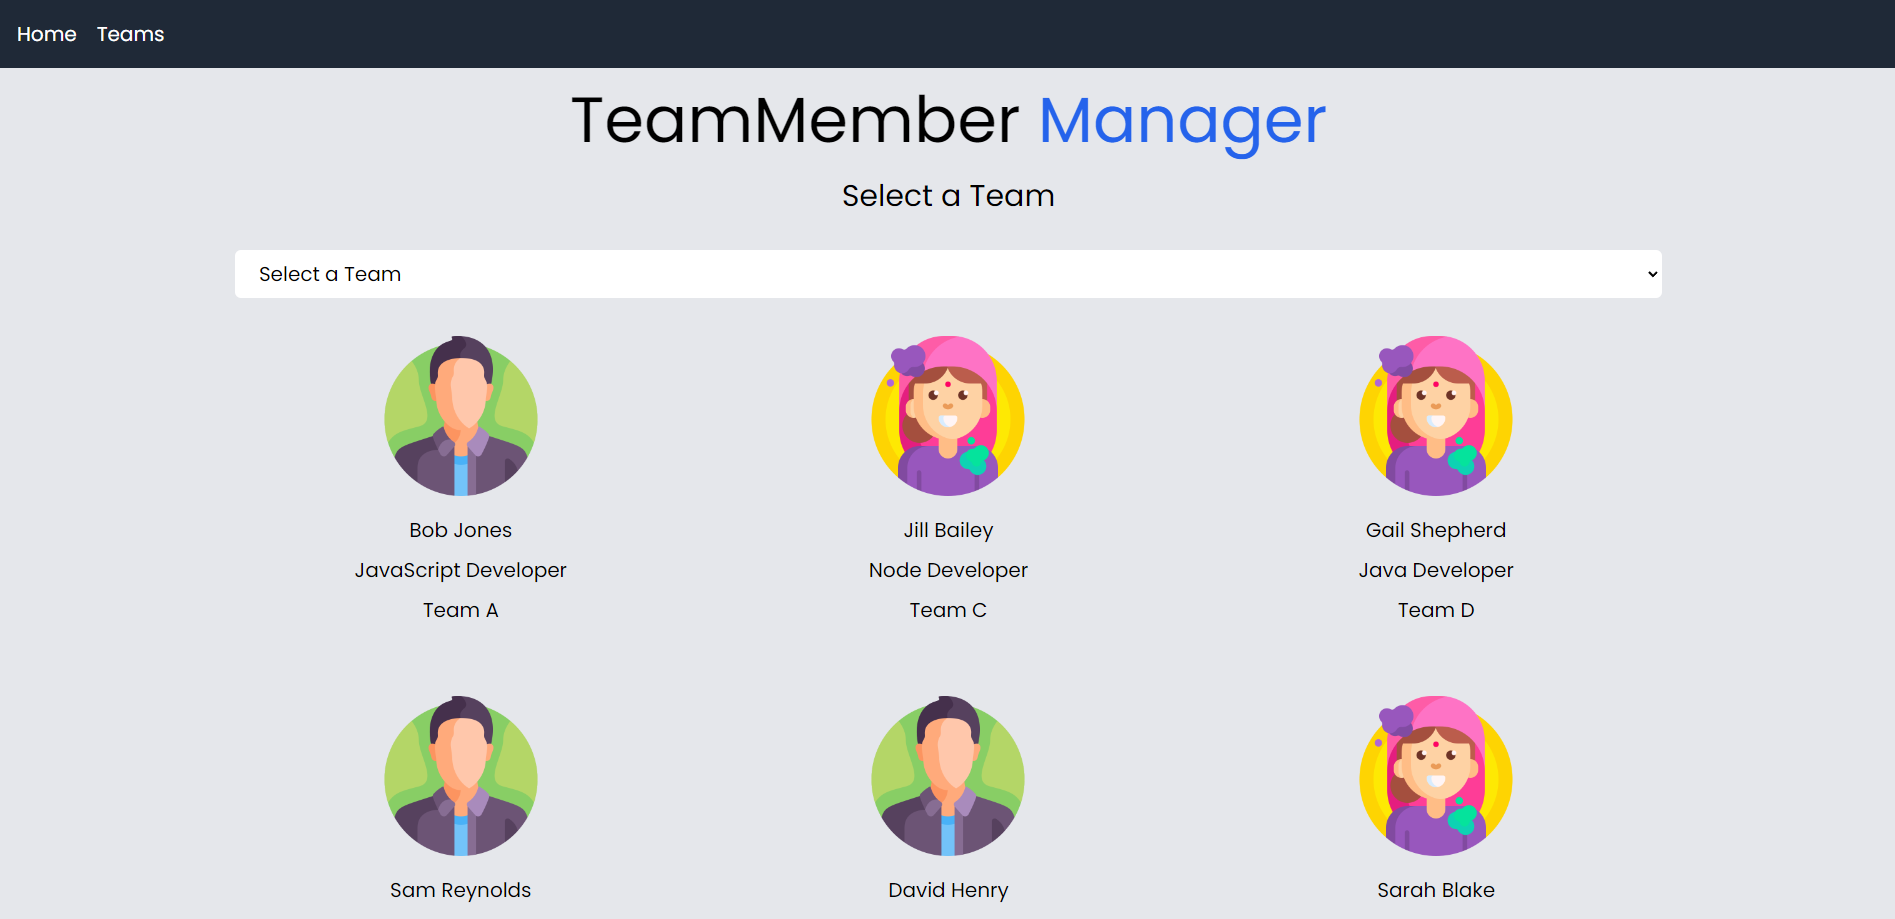 Home Teams
TeamMember Manager
Select a Team
Select a Team
Bob Jones
JavaScript Developer
Team A
Jill Bailey
Node Developer
Team C
Gail Shepherd
Java Developer
Team D
Sam Reynolds
David Henry
Sarah Blake